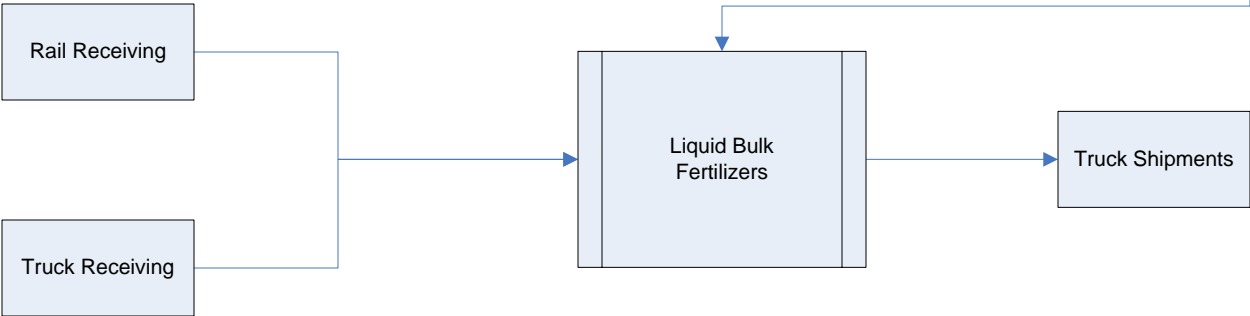 Rail Receiving
Liquid Bulk
Fertilizers
Truck Shipments
Truck Receiving